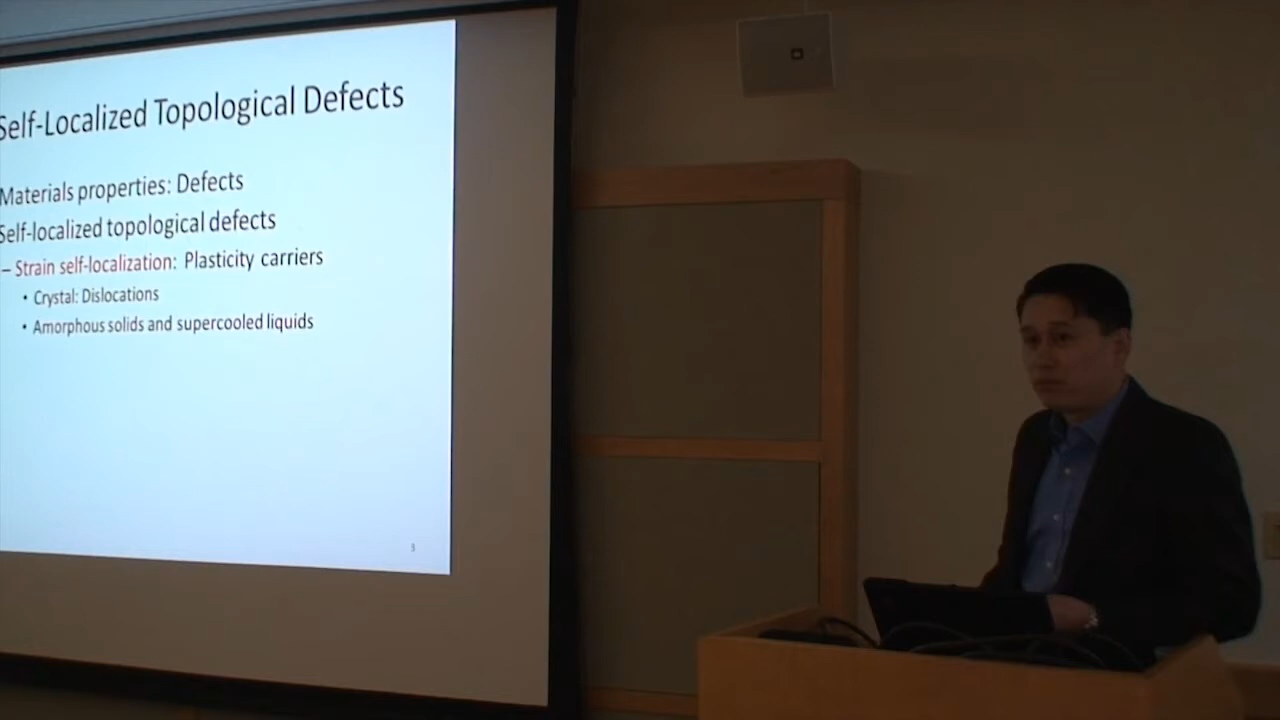 Self-Localized Topological Defects
Materials properties: Defects
Self-localized topological defects
– Strain self-localization: Plasticity carriers
• Crystal: Dislocations
• Amorphous solids and supercooled liquids
3